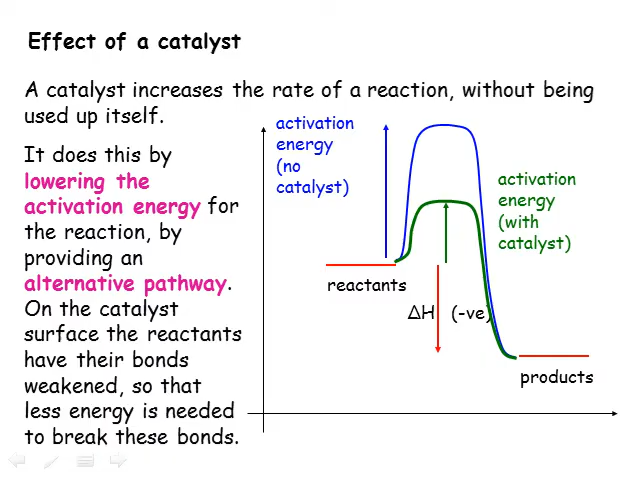 Effect of a catalyst
A catalyst increases the rate of a reaction, without being
used up itself.
It does this by
lowering the
activation energy for
the reaction, by
providing an
alternative pathway.
On the catalyst
surface the reactants
have their bonds
weakened, so that
less energy is needed
to break these bonds.
activation
energy
(no
catalyst)
activation
energy
(with
catalyst)
reactants
ΔH (-ve)
products